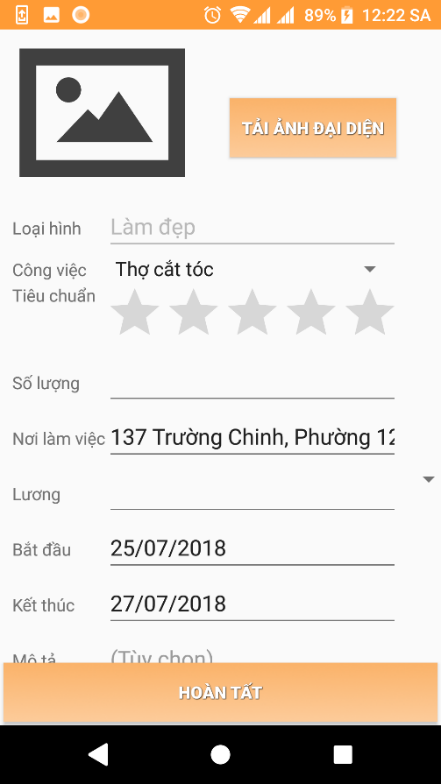 89% 12:22 SA
TẢI ẢNH ĐẠI DIỆN
Loại hình Làm đẹp
Công việc Thợ cắt tóc
Tiêu chuẩn
Số lượng
Nơi làm việc 137 Trường Chinh, Phường 12
Lương
Bắt đầu 25/07/2018
Kết thúc 27/07/2018
Mô tả (Tùy chọn)
HOÀN TẤT